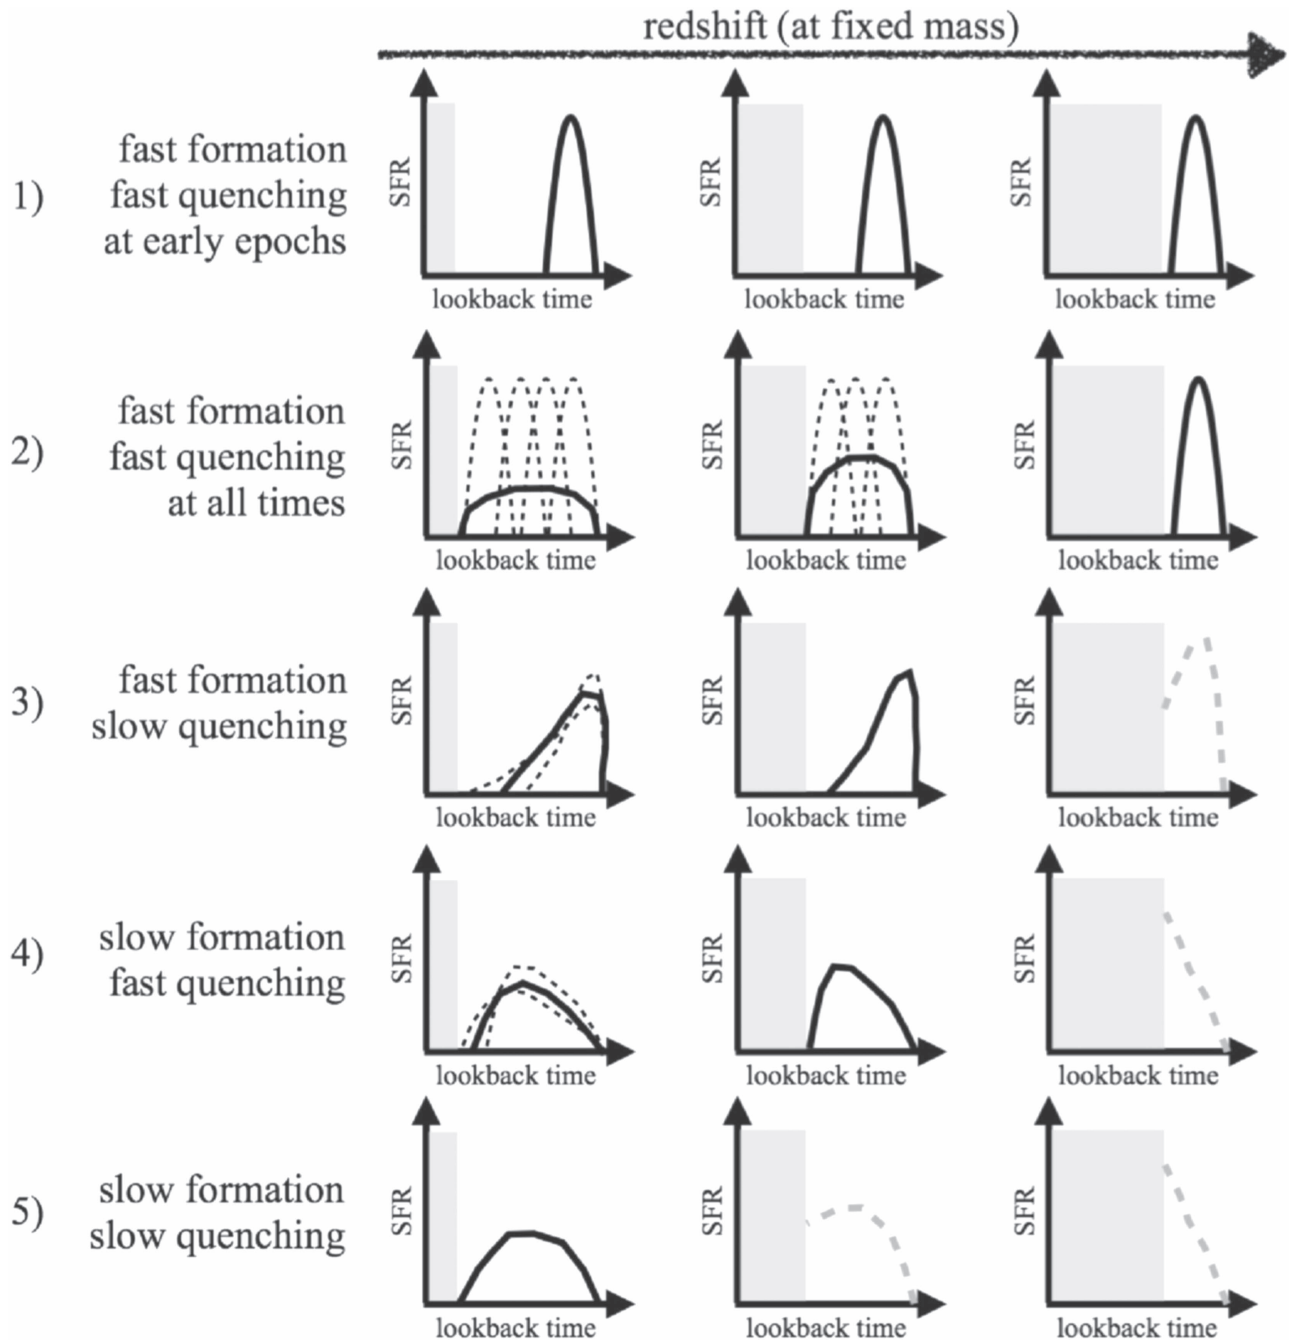 redshift (at fixed mass)
1)
fast formation
fast quenching
at early epochs
SFR
lookback time
SFR
lookback time
SFR
lookback time
2)
fast formation
fast quenching
at all times
SFR
lookback time
SFR
lookback time
SFR
lookback time
3)
fast formation
slow quenching
SFR
lookback time
SFR
lookback time
SFR
lookback time
4)
slow formation
fast quenching
SFR
lookback time
SFR
lookback time
SFR
lookback time
5)
slow formation
slow quenching
SFR
lookback time
SFR
lookback time
SFR
lookback time